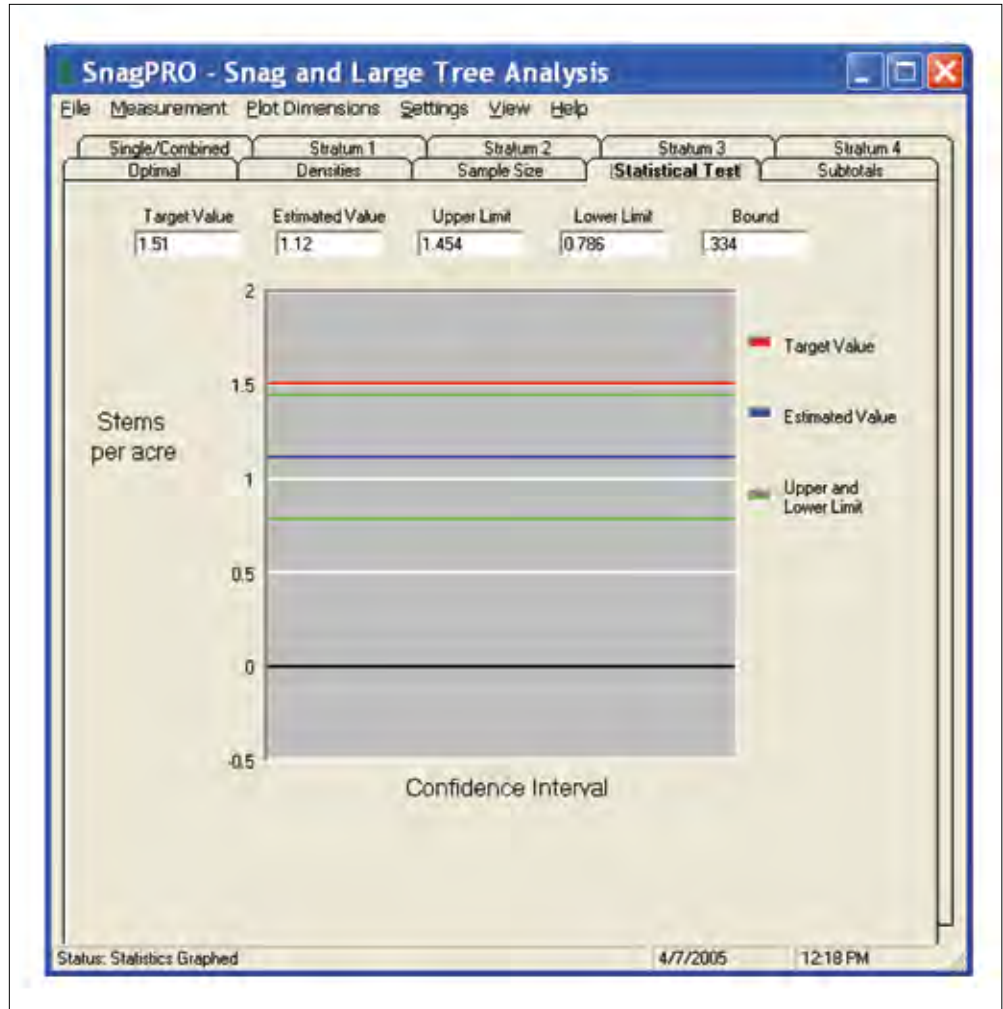 SnagPRO - Snag and Large Tree Analysis
File Measurement Plot Dimensions Settings View Help
Single/Combined Stratum 1 Stratum 2 Stratum 3 Stratum 4
Optimal Densities Sample Size Statistical Test Subtotals
Target Value Estimated Value Upper Limit Lower Limit Bound
1.51 1.12 1.454 0.786 .334
2
1.5
1
0.5
0
-0.5
Stems
per acre
Target Value
Estimated Value
Upper and
Lower Limit
Confidence Interval
Status: Statistics Graphed 4/7/2005 12:18 PM